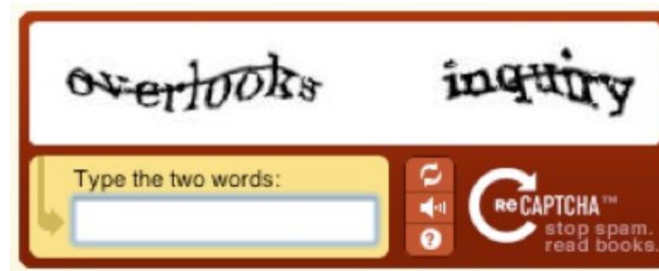 overlooks inquiry
Type the two words:
ReCAPTCHA™
stop spam.
read books.